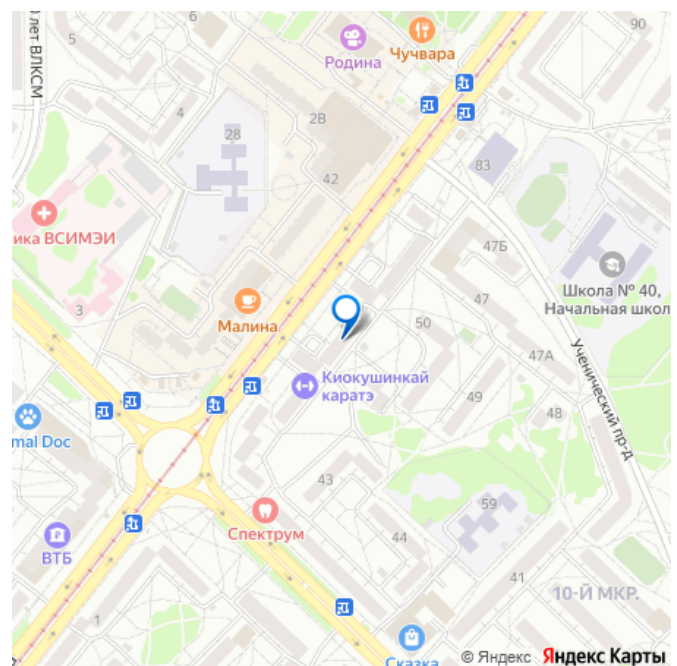 0 лет ВЛКСМ
5
4
28
Родина
Чучвара
90
2В
42
83
ика ВСИМЭИ
3
Малина
47Б
47
Школа № 40,
Начальная школ
50
47А
Киокушинкай
каратэ
49
48
Ученический пр-д
mal Doc
43
59
ВТБ
Спектрум
44
41
10-Й МКР.
1
Сказка
© Яндекс Яндекс Карты